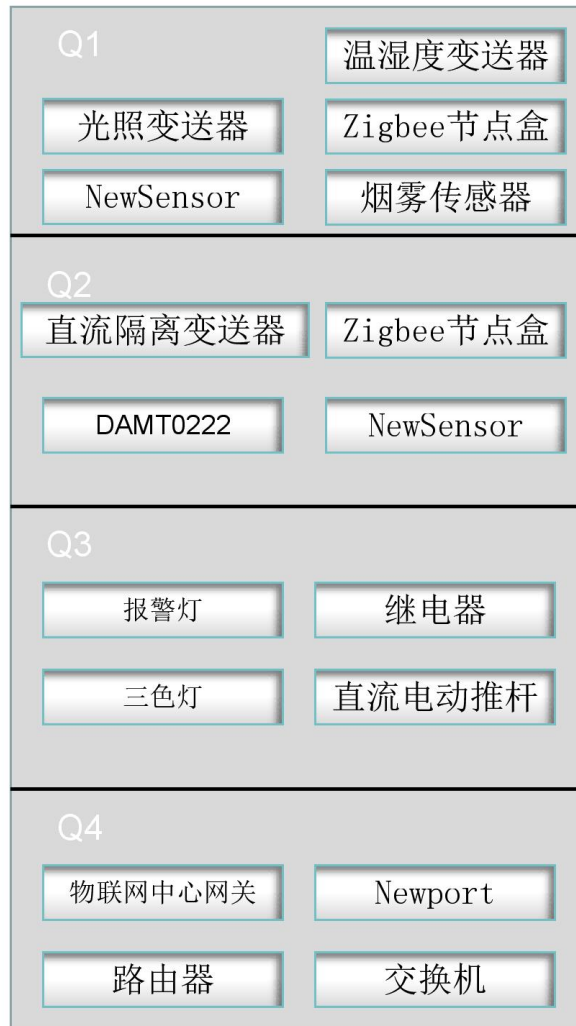 Q1
温湿度变送器
光照变送器
Zigbee节点盒
NewSensor
烟雾传感器
Q2
直流隔离变送器
Zigbee节点盒
DAMT0222
NewSensor
Q3
报警灯
继电器
三色灯
直流电动推杆
Q4
物联网中心网关
Newport
路由器
交换机